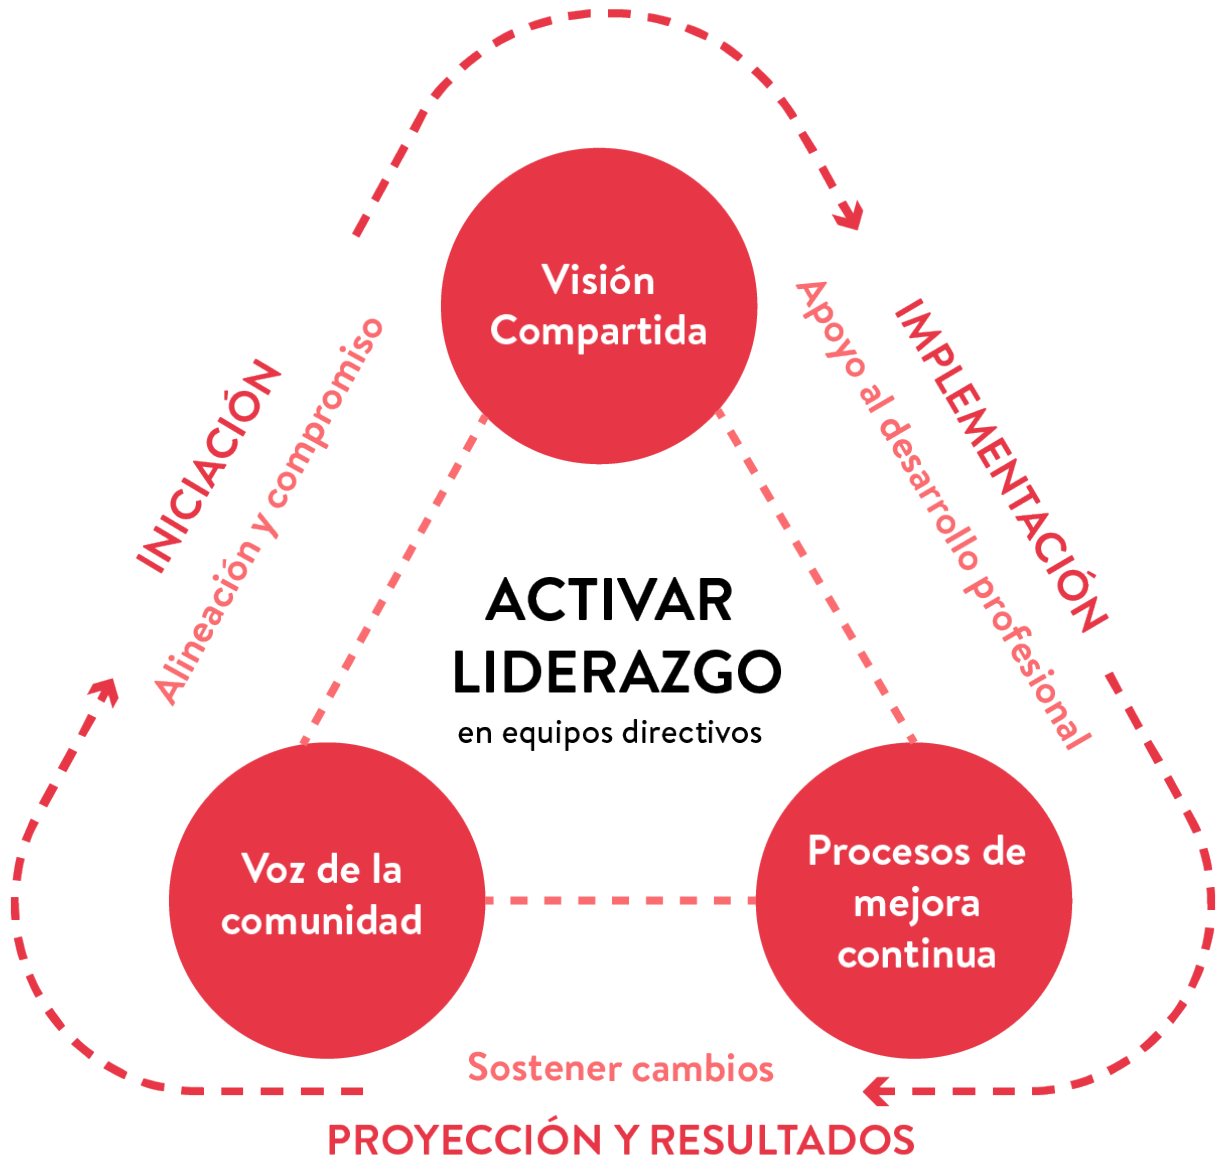 Visión
Compartida
INICIACIÓN
Alineación y compromiso
Apoyo al desarrollo profesional
IMPLEMENTACIÓN
ACTIVAR
LIDERAZGO
en equipos directivos
Voz de la
comunidad
Procesos de
mejora
continua
Sostener cambios
PROYECCIÓN Y RESULTADOS